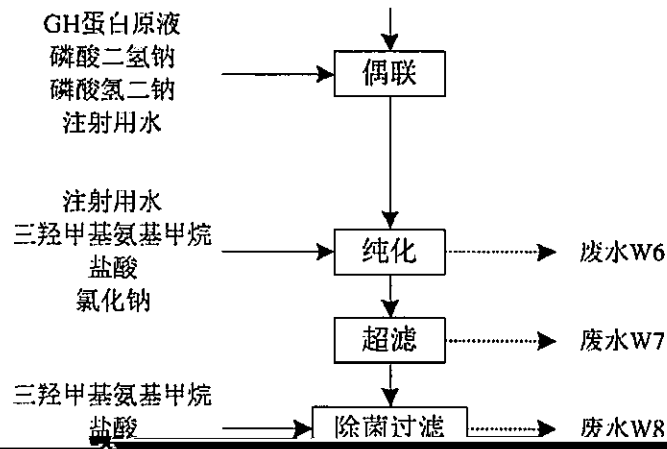 GH蛋白原液
磷酸二氢钠
磷酸氢二钠
注射用水
偶联
注射用水
三羟甲基氨基甲烷
盐酸
氯化钠
纯化
废水W6
超滤
废水W7
三羟甲基氨基甲烷
盐酸
除菌过滤
废水W8